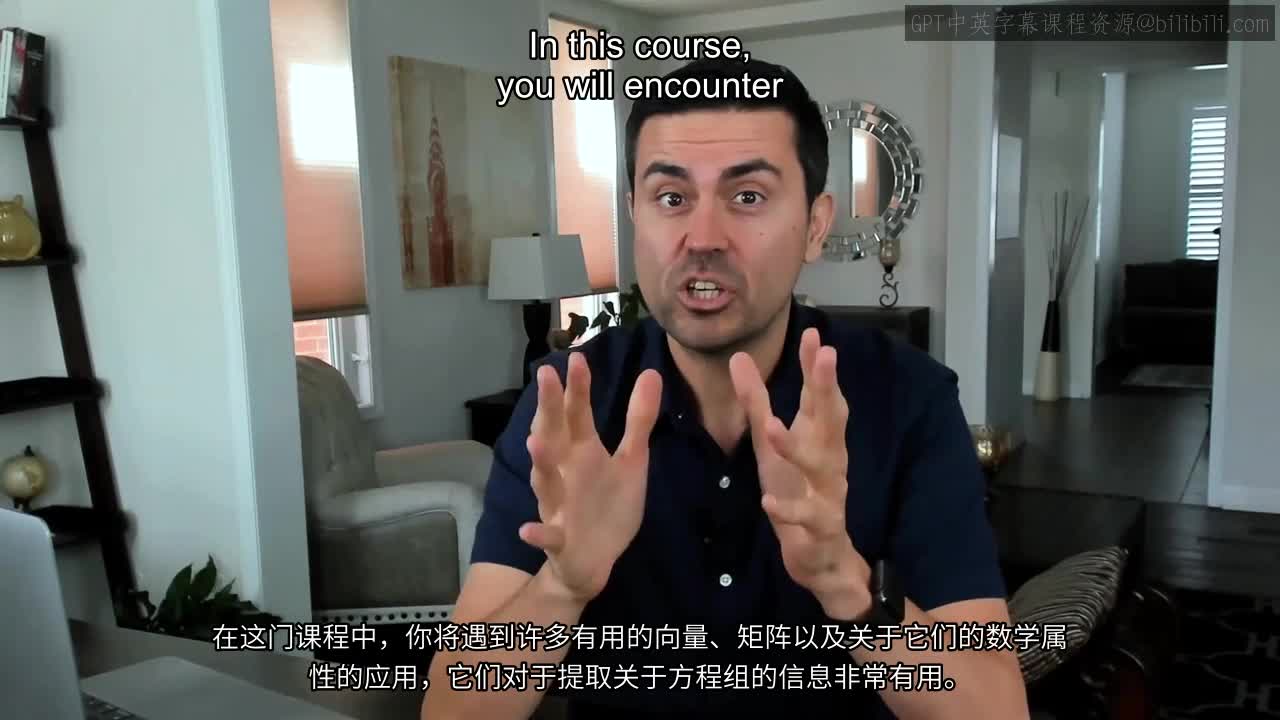 GPT中英字幕课程资源@bilibili.com
In this course,
you will encounter
在这门课程中，你将遇到许多有用的向量、矩阵以及关于它们的数学属
性的应用，它们对于提取关于方程组的信息非常有用。